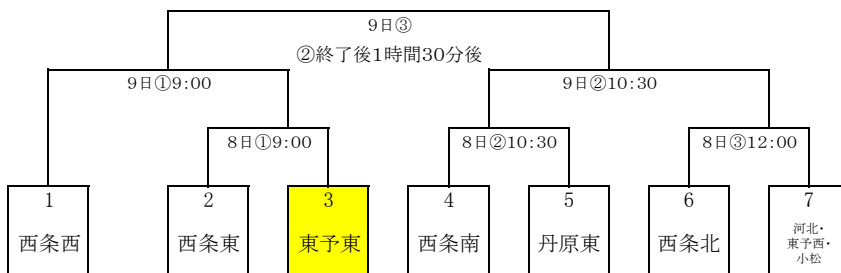 9日③
②終了後1時間30分後
9日①9:00
9日②10:30
8日①9:00
8日②10:30
8日③12:00
1
2
3
4
5
6
7
西条西
西条東
東予東
西条南
丹原東
西条北
河北・
東予西・
小松